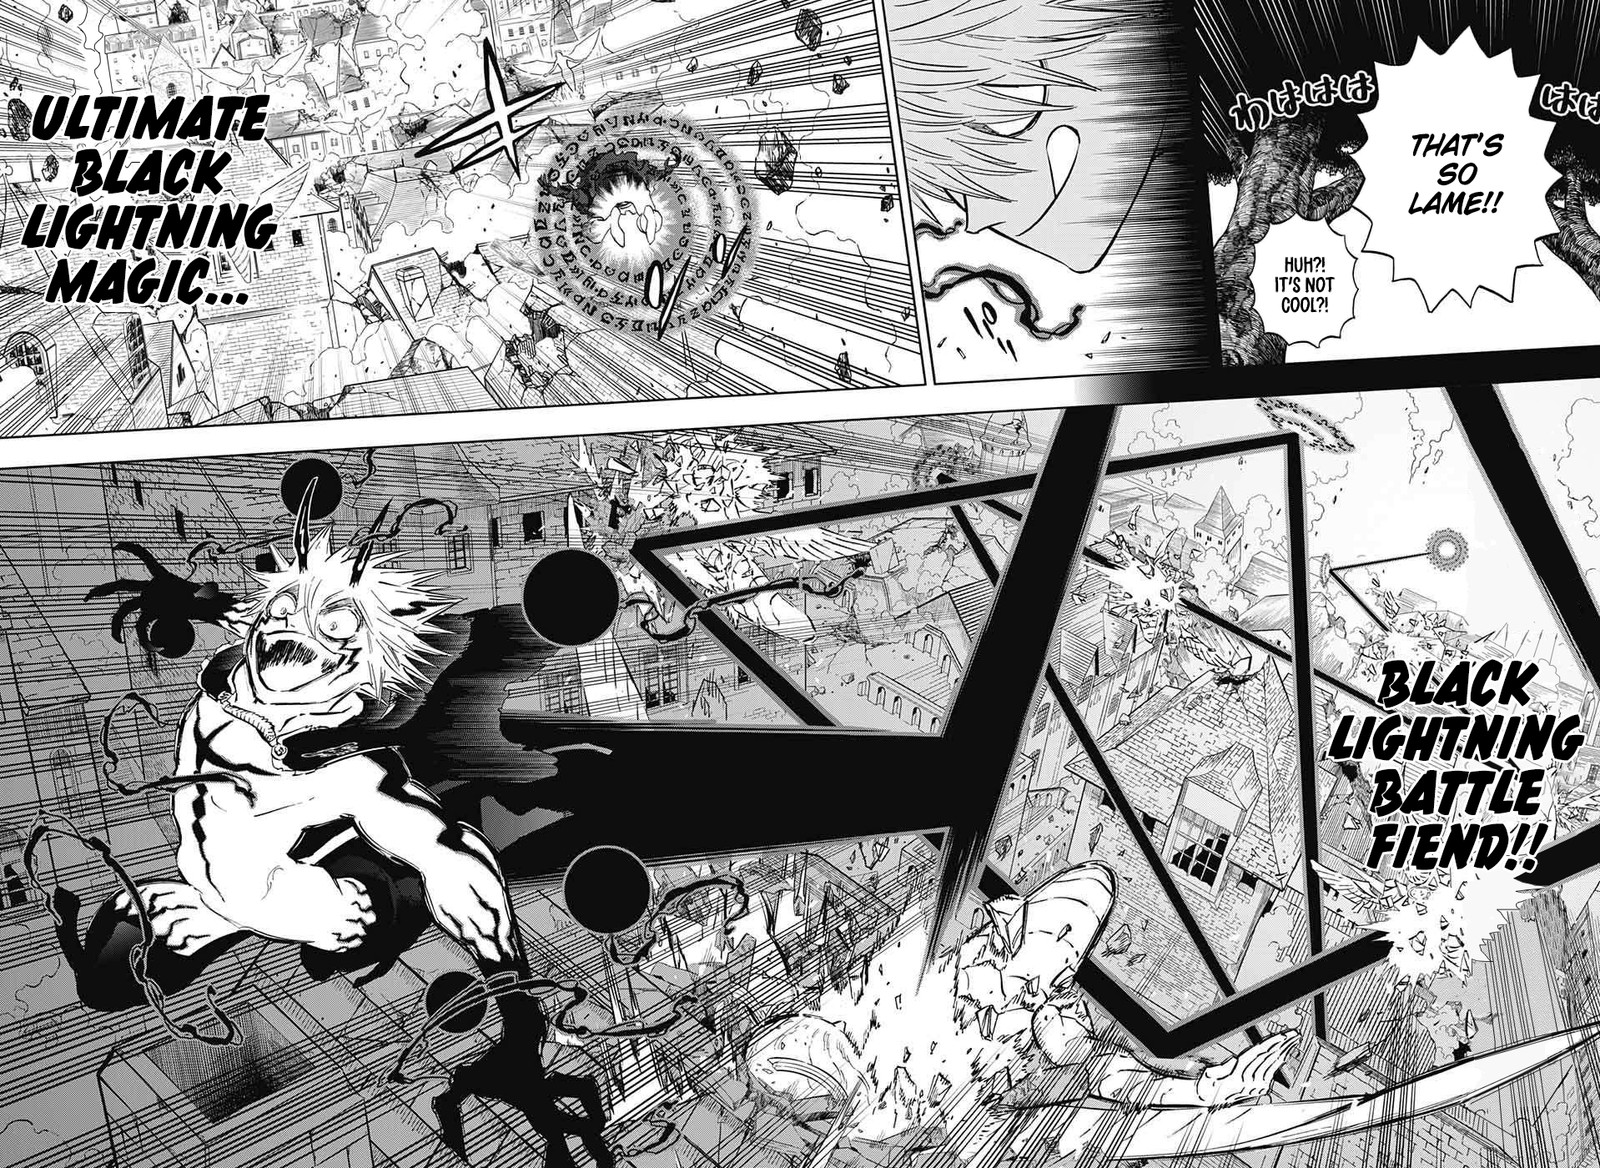 わははは
はは
THAT'S
SO
LAME!!
HUH?!
IT'S NOT
COOL?!
ULTIMATE
BLACK
LIGHTNING
MAGIC...
BLACK
LIGHTNING
BATTLE
FIEND!!